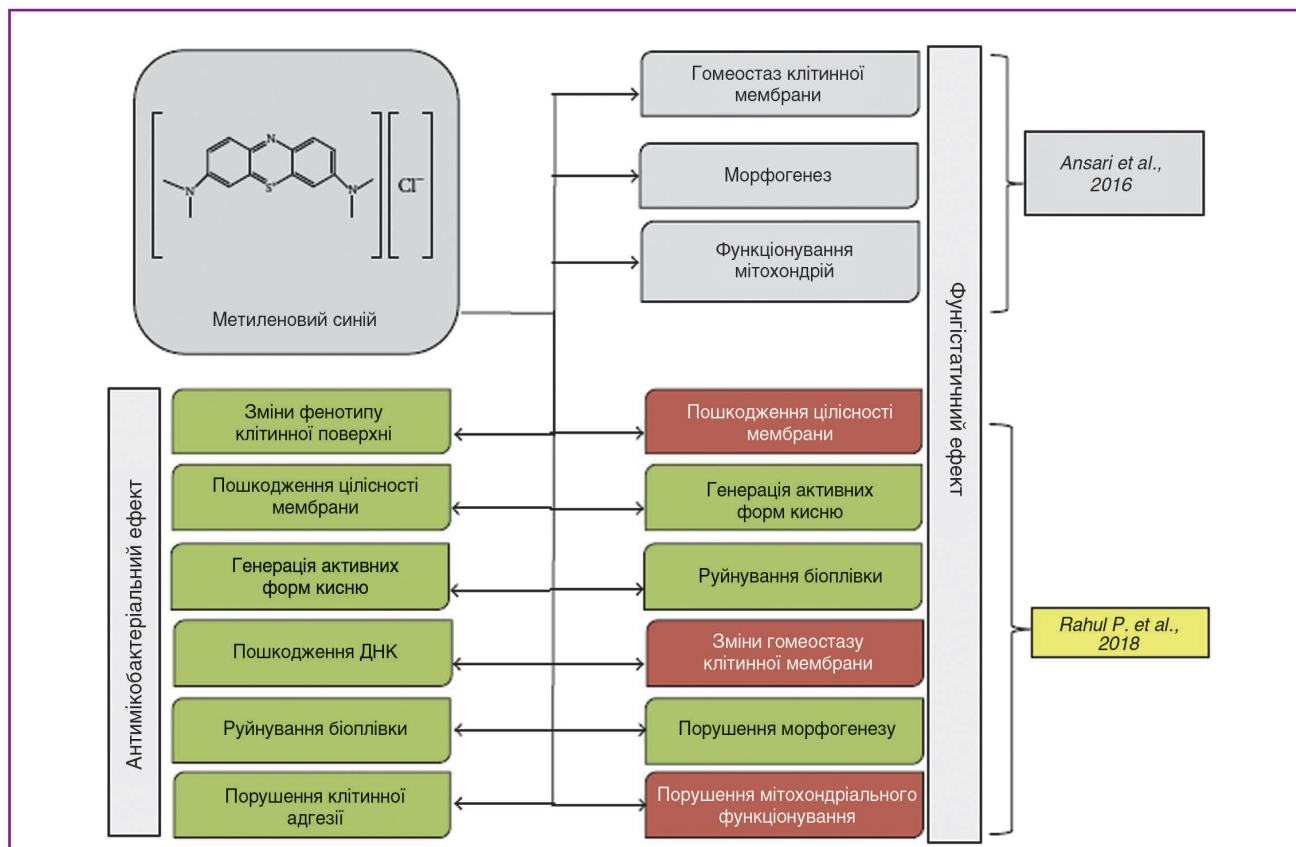 N
N
S⁺
N
Cl⁻
Метиленовий синій
Гомеостаз клітинної
мембрани
Морфогенез
Функціонування
мітохондрій
Фунгістатичний ефект
Ansari et al.,
2016
Антимікобактеріальний ефект
Зміни фенотипу
клітинної поверхні
Пошкодження цілісності
мембрани
Генерація активних
форм кисню
Пошкодження ДНК
Руйнування біоплівки
Порушення клітинної
адгезії
Пошкодження цілісності
мембрани
Генерація активних
форм кисню
Руйнування біоплівки
Зміни гомеостазу
клітинної мембрани
Порушення морфогенезу
Порушення мітохондріального
функціонування
Rahul P. et al.,
2018